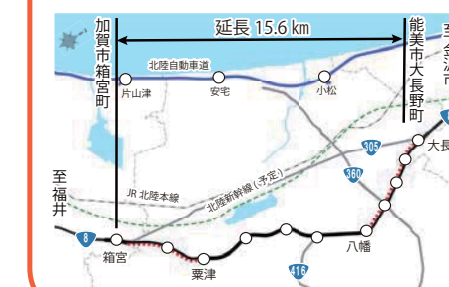 延長 15.6 km
加賀市箱宮町
能美市大長野町
至金沢市
北陸自動車道
片山津
安宅
小松
大長
305
360
至福井
JR 北陸本線
北陸新幹線(予定)
8
箱宮
粟津
八幡
416